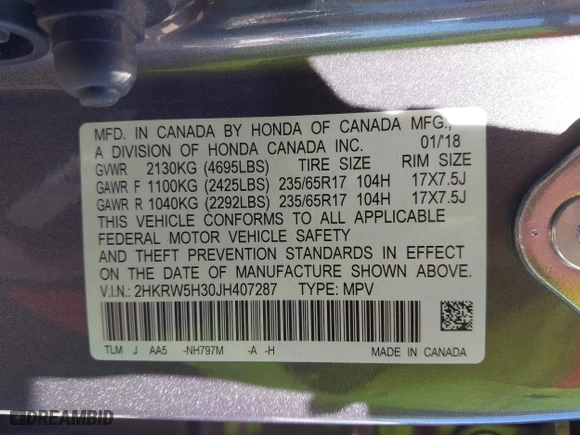 MFD. IN CANADA BY HONDA OF CANADA MFG.,
A DIVISION OF HONDA CANADA INC. 01/'18
GVWR 2130KG (4695LBS) TIRE SIZE RIM SIZE
GAWR F 1100KG (2425LBS) 235/65R17 104H 17X7.5J
GAWR R 1040KG (2292LBS) 235/65R17 104H 17X7.5J
THIS VEHICLE CONFORMS TO ALL APPLICABLE
FEDERAL MOTOR VEHICLE SAFETY
AND THEFT PREVENTION STANDARDS IN EFFECT
ON THE DATE OF MANUFACTURE SHOWN ABOVE.
V.I.N.: 2HKRW5H30JH407287 TYPE: MPV
TLM J AA5 -NH797M -A -H MADE IN CANADA
DREAMBID